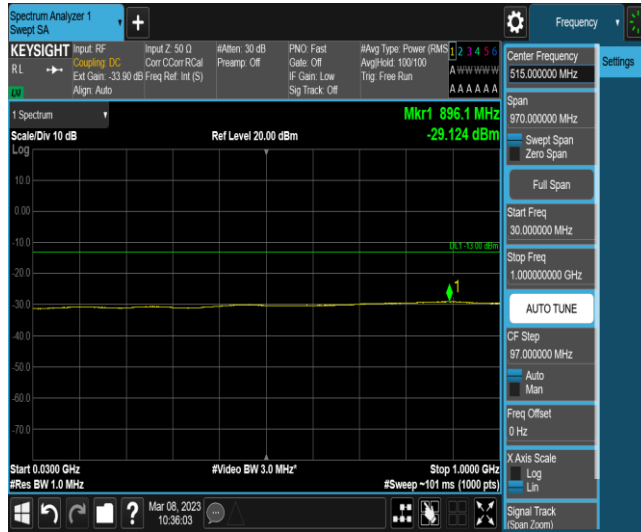 Spectrum Analyzer 1
Swept SA
+
Frequency
KEYSIGHT
RL
Input: RF
Coupling: DC
Ext Gain: -33.90 dB
Align: Auto
Input Z: 50 Ω
Corr CCorr RCal
Freq Ref: Int (S)
#Atten: 30 dB
Preamp: Off
PNO: Fast
Gate: Off
IF Gain: Low
Sig Track: Off
#Avg Type: Power (RMS
Avg|Hold: 100/100
Trig: Free Run
1 2 3 4 5 6
A W W W W W
A A A A A A
1 Spectrum
Scale/Div 10 dB
Ref Level 20.00 dBm
Mkr1 896.1 MHz
-29.124 dBm
Log
10.0
0.00
-10.0
-20.0
-30.0
-40.0
-50.0
-60.0
-70.0
DL1 -13.00 dBm
1
Start 0.0300 GHz
#Res BW 1.0 MHz
#Video BW 3.0 MHz*
Stop 1.0000 GHz
#Sweep ~101 ms (1000 pts)
Mar 08, 2023
10:36:03
?
Settings
Center Frequency
515.000000 MHz
Span
970.000000 MHz
Swept Span
Zero Span
Full Span
Start Freq
30.000000 MHz
Stop Freq
1.000000000 GHz
AUTO TUNE
CF Step
97.000000 MHz
Auto
Man
Freq Offset
0 Hz
X Axis Scale
Log
Lin
Signal Track
(Span Zoom)